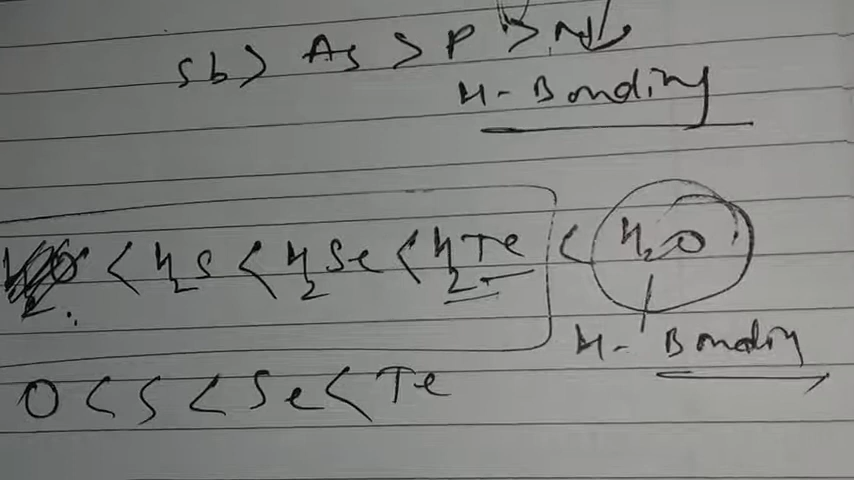 Sb > As > P > N
H-Bonding
< H2S < H2Se < H2Te < H2O
H- Bonding
O < S < Se < Te